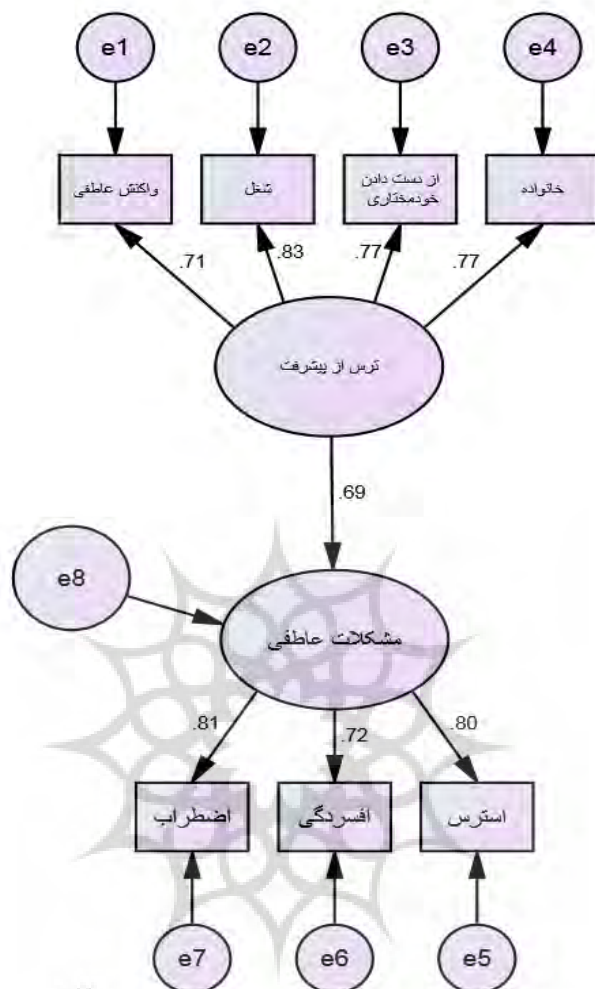 e1
e2
e3
e4
واکنش عاطفی
شغل
از دست دادن
خودمختاری
خانواده
.71
.83
.77
.77
ترس از پیشرفت
.69
e8
مشکلات عاطفی
.81
.72
.80
اضطراب
افسردگی
استرس
e7
e6
e5